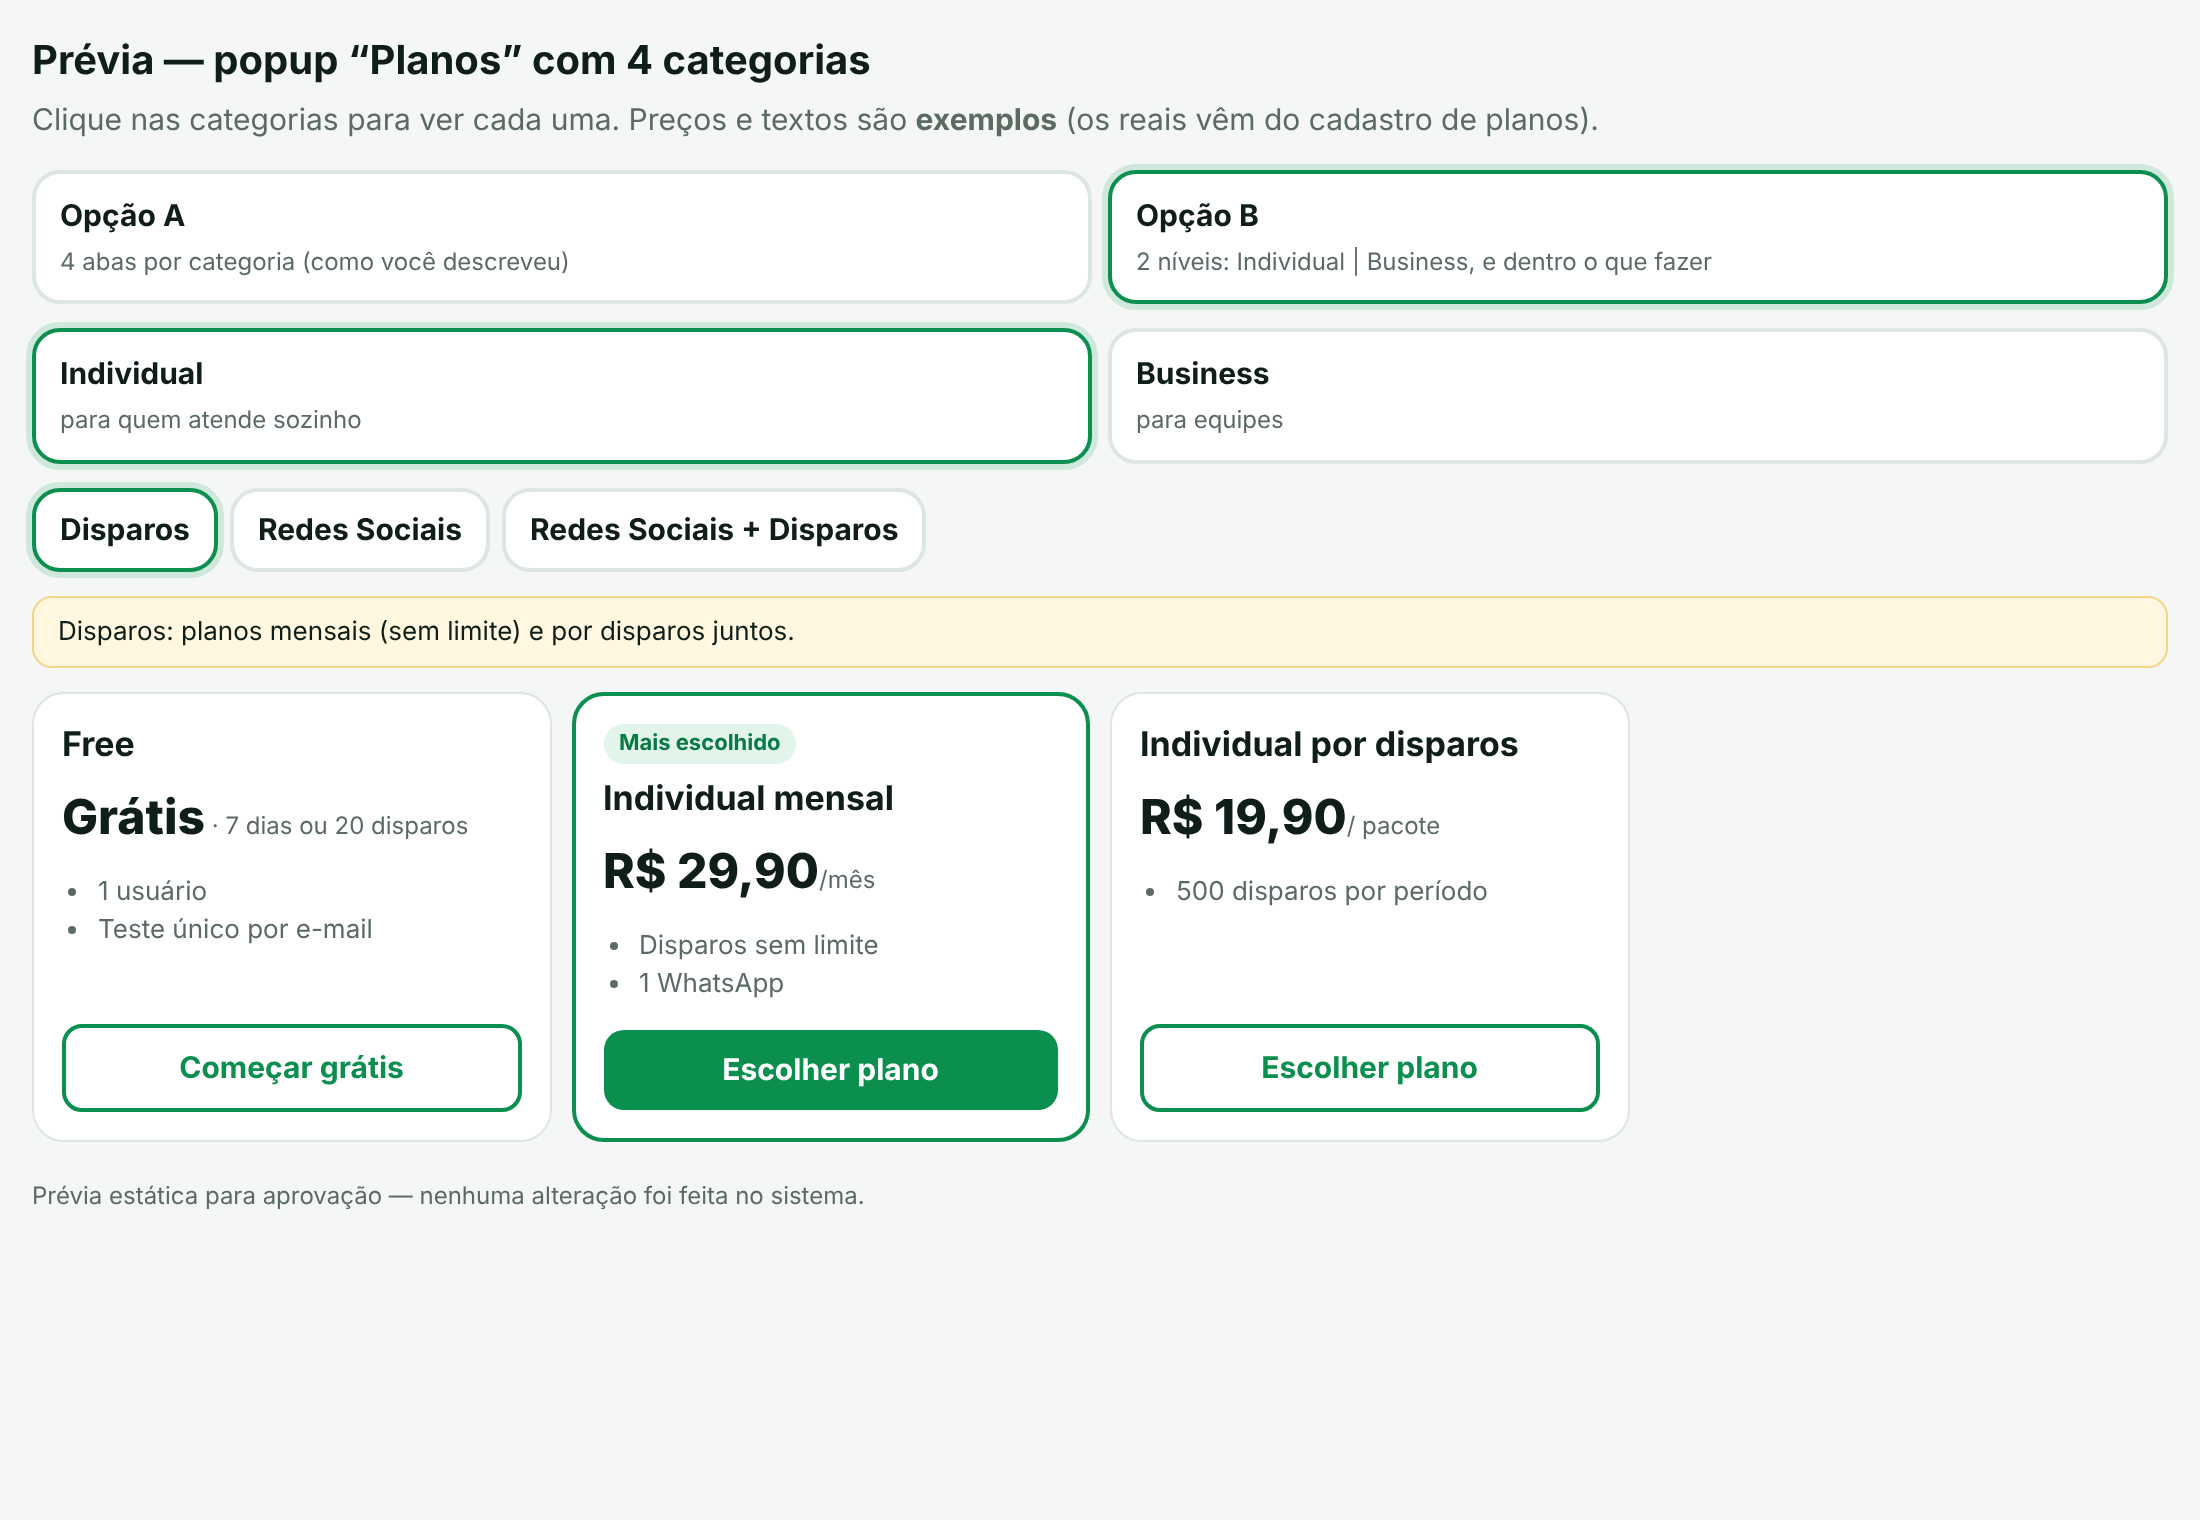 Prévia — popup “Planos” com 4 categorias
Clique nas categorias para ver cada uma. Preços e textos são exemplos (os reais vêm do cadastro de planos).
Opção A
4 abas por categoria (como você descreveu)
Opção B
2 níveis: Individual | Business, e dentro o que fazer
Individual
para quem atende sozinho
Business
para equipes
Disparos
Redes Sociais
Redes Sociais + Disparos
Disparos: planos mensais (sem limite) e por disparos juntos.
Free
Grátis · 7 dias ou 20 disparos
• 1 usuário
• Teste único por e-mail
Começar grátis
Mais escolhido
Individual mensal
R$ 29,90/mês
• Disparos sem limite
• 1 WhatsApp
Escolher plano
Individual por disparos
R$ 19,90/ pacote
• 500 disparos por período
Escolher plano
Prévia estática para aprovação — nenhuma alteração foi feita no sistema.